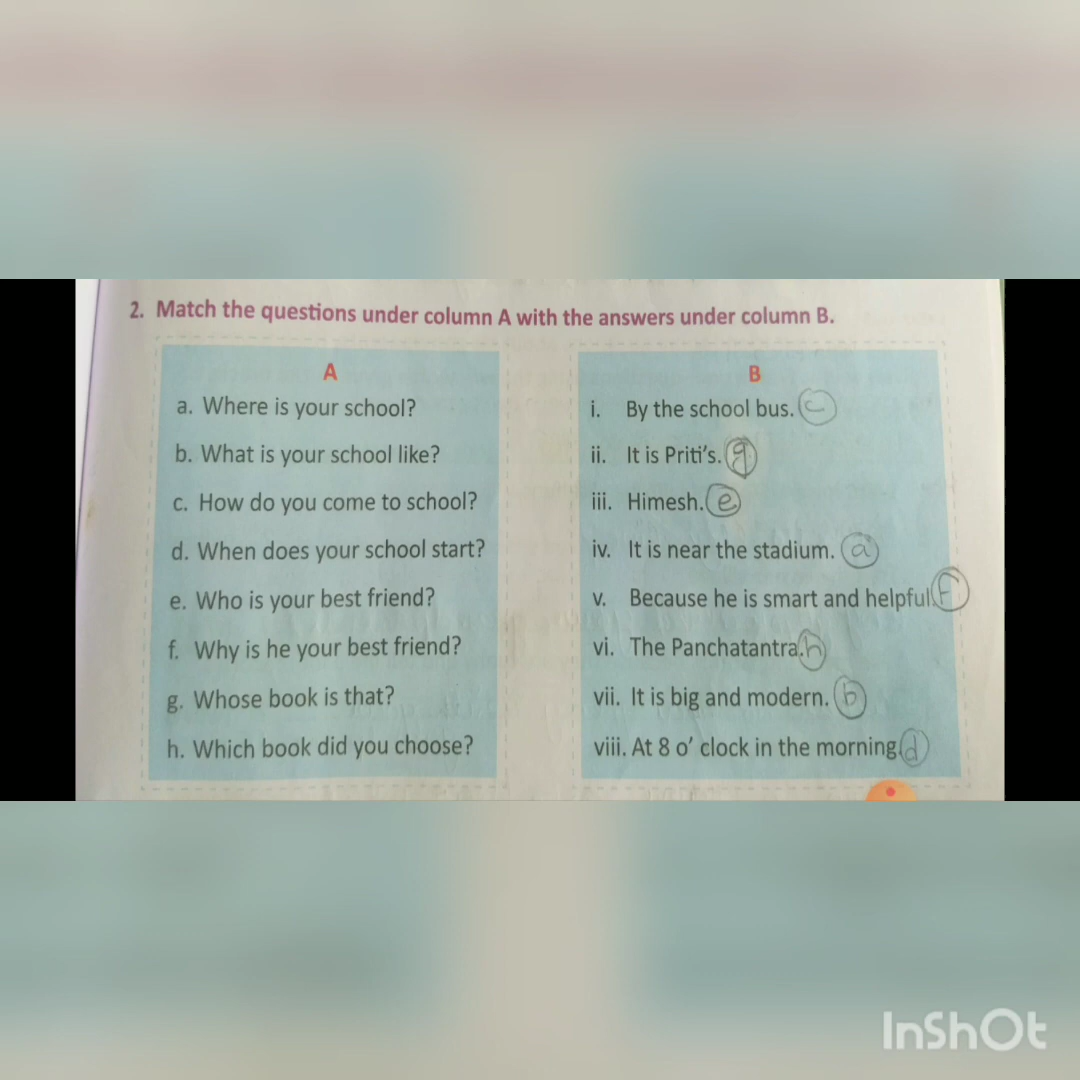 2. Match the questions under column A with the answers under column B.
A
a. Where is your school?
b. What is your school like?
c. How do you come to school?
d. When does your school start?
e. Who is your best friend?
f. Why is he your best friend?
g. Whose book is that?
h. Which book did you choose?
B
i. By the school bus. c
ii. It is Priti's. g
iii. Himesh. e
iv. It is near the stadium. a
v. Because he is smart and helpful. F
vi. The Panchatantra. h
vii. It is big and modern. b
viii. At 8 o' clock in the morning. d
InShOt